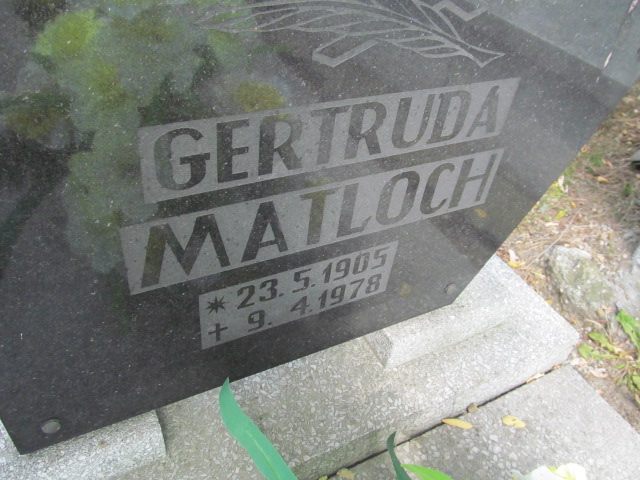 GERTRUDA
MATLOCH
* 23. 5. 1905
+ 9. 4. 1978